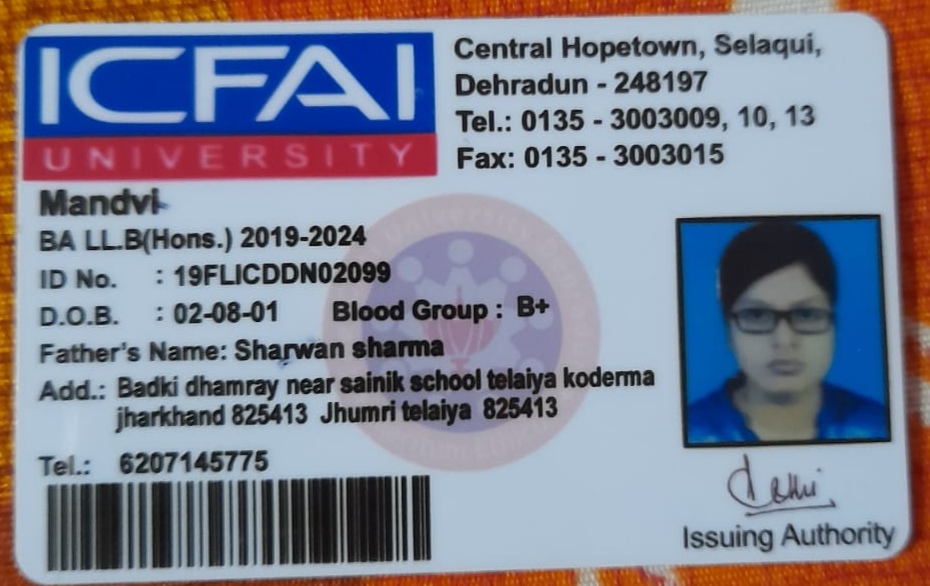 ICFAI
UNIVERSITY
Central Hopetown, Selaqui,
Dehradun - 248197
Tel.: 0135 - 3003009, 10, 13
Fax: 0135 - 3003015
Mandvi
BA LL.B(Hons.) 2019-2024
ID No. : 19FLICDDN02099
D.O.B. : 02-08-01 Blood Group : B+
Father's Name: Sharwan sharma
Add.: Badki dhamray near sainik school telaiya koderma
jharkhand 825413 Jhumri telaiya 825413
Tel.: 6207145775
Issuing Authority